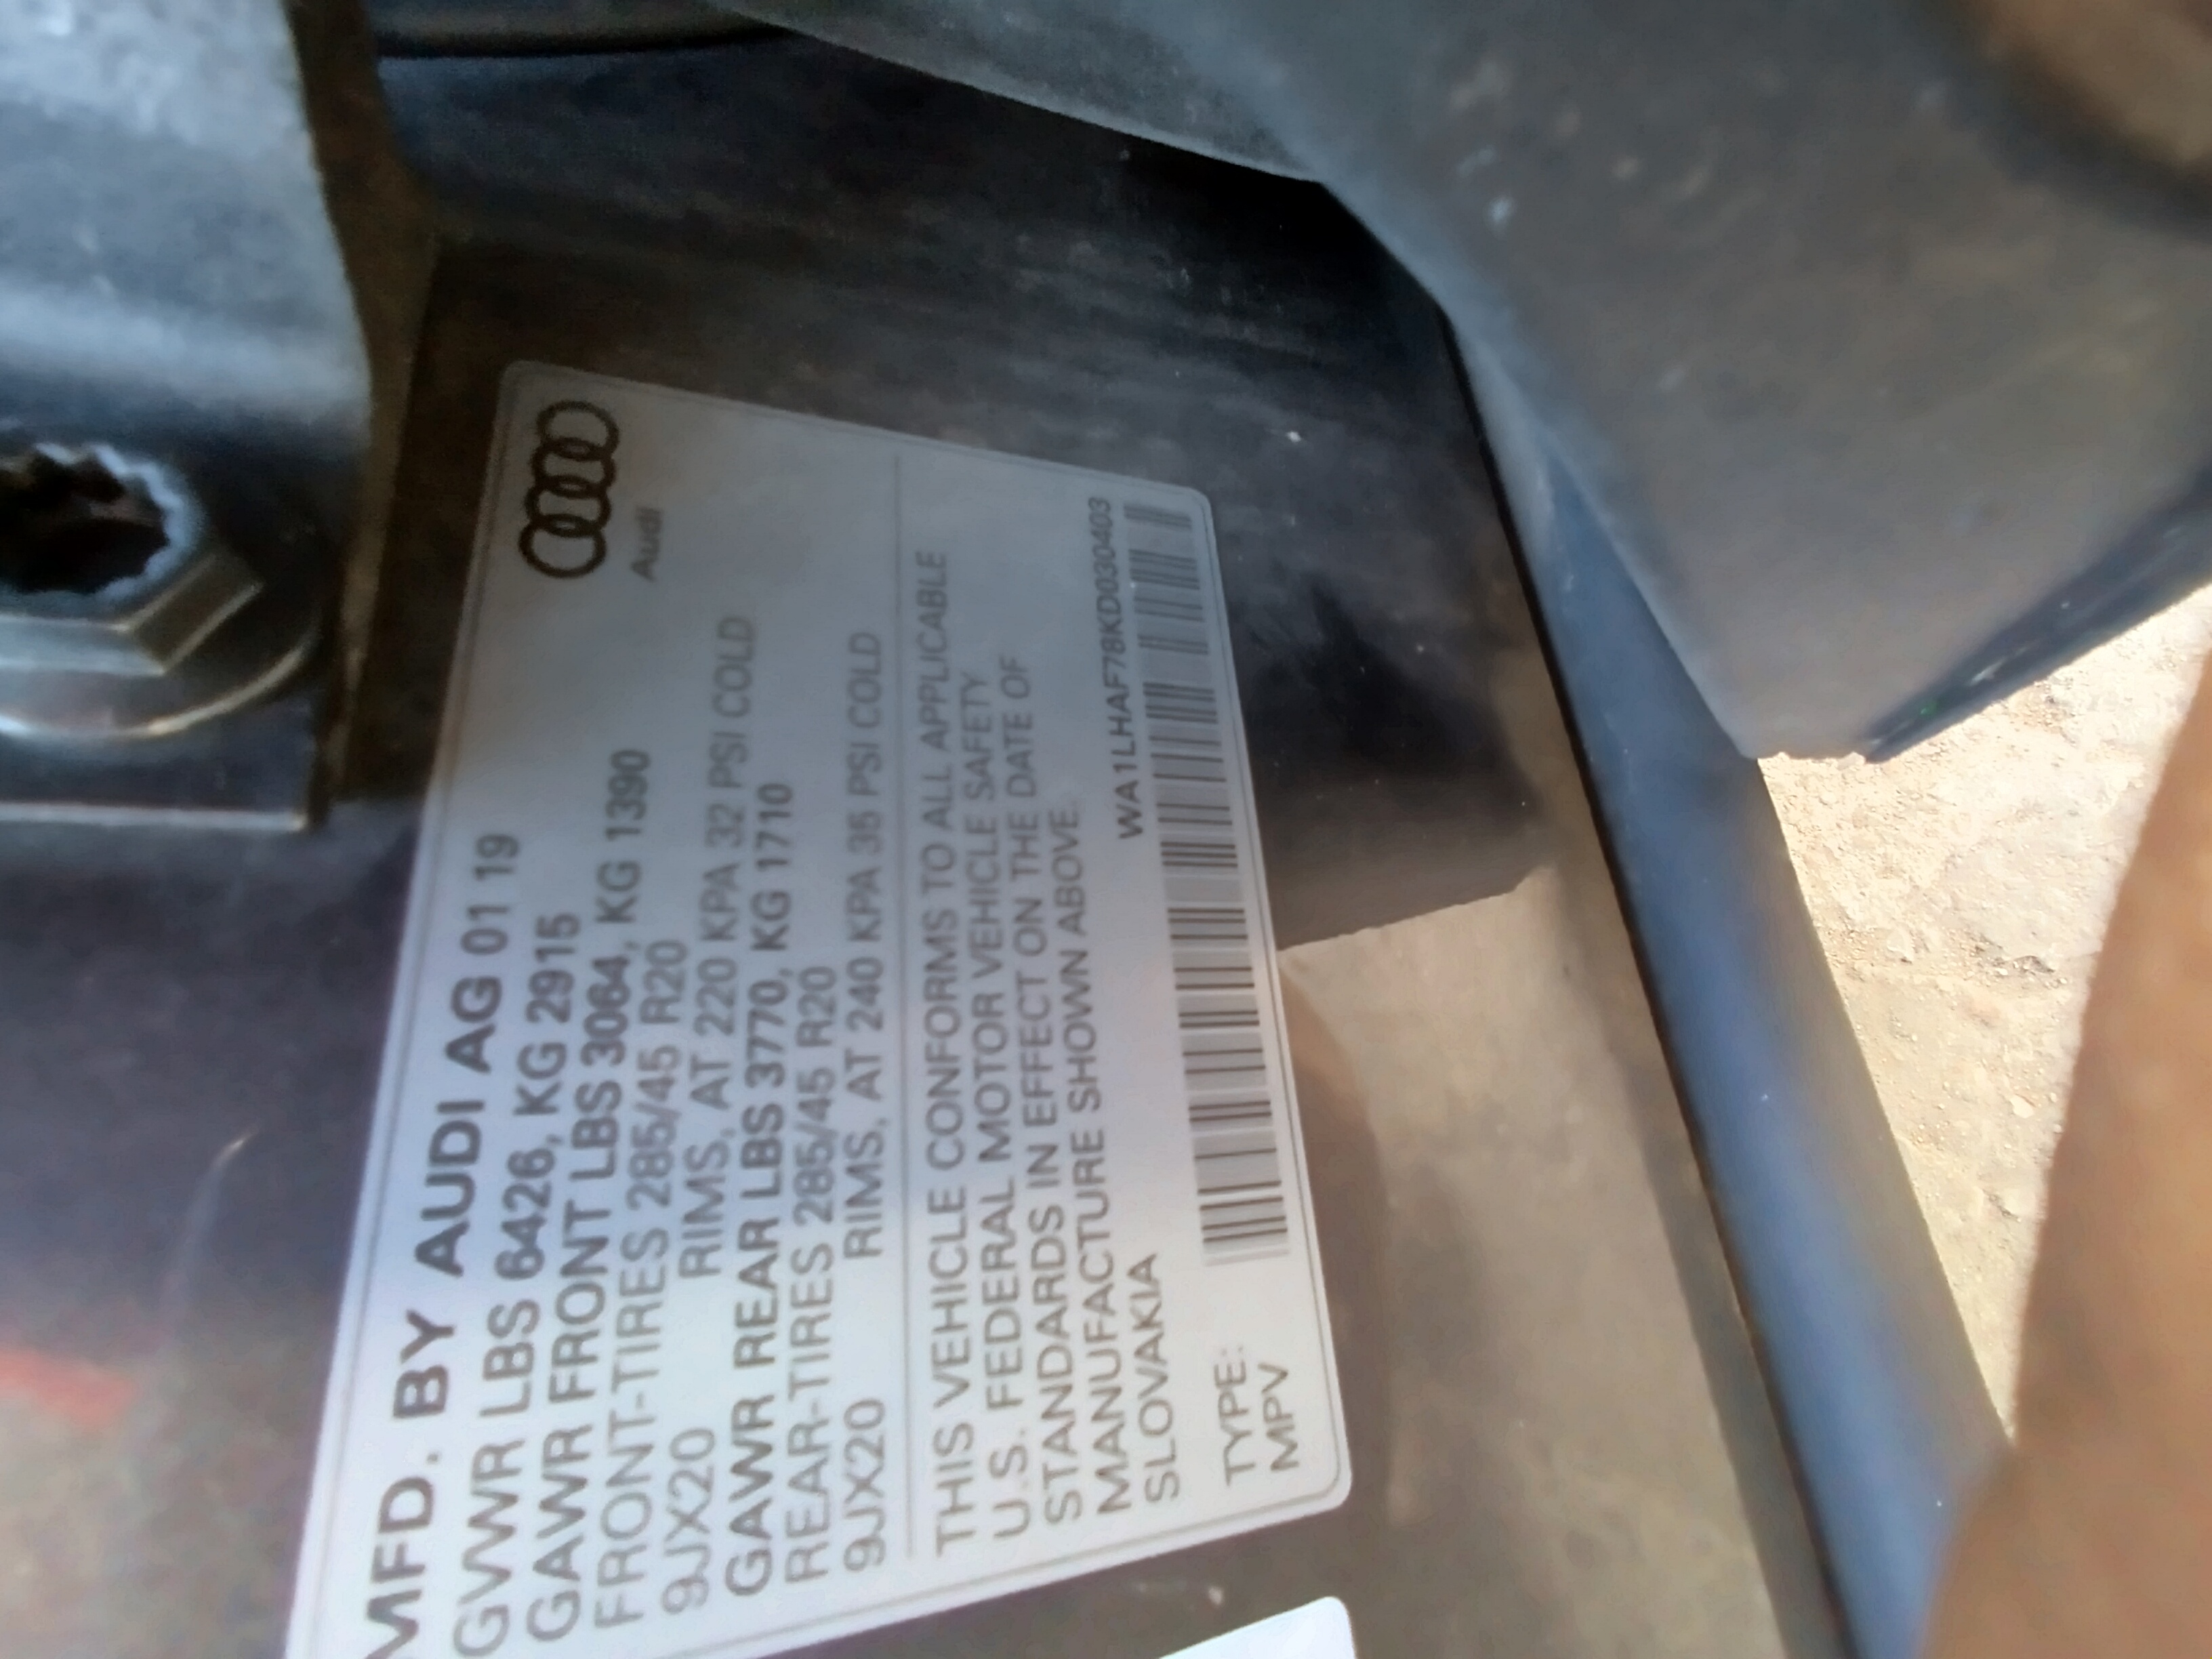 MFD. BY AUDI AG 01 19
GVWR LBS 6426, KG 2915
GAWR FRONT LBS 3064, KG 1390
FRONT-TIRES 285/45 R20
9JX20 RIMS, AT 220 KPA 32 PSI COLD
GAWR REAR LBS 3770, KG 1710
REAR-TIRES 285/45 R20
9JX20 RIMS, AT 240 KPA 35 PSI COLD
Audi
THIS VEHICLE CONFORMS TO ALL APPLICABLE
U.S. FEDERAL MOTOR VEHICLE SAFETY
STANDARDS IN EFFECT ON THE DATE OF
MANUFACTURE SHOWN ABOVE.
SLOVAKIA WA1LHAF78KD030403
TYPE:
MPV